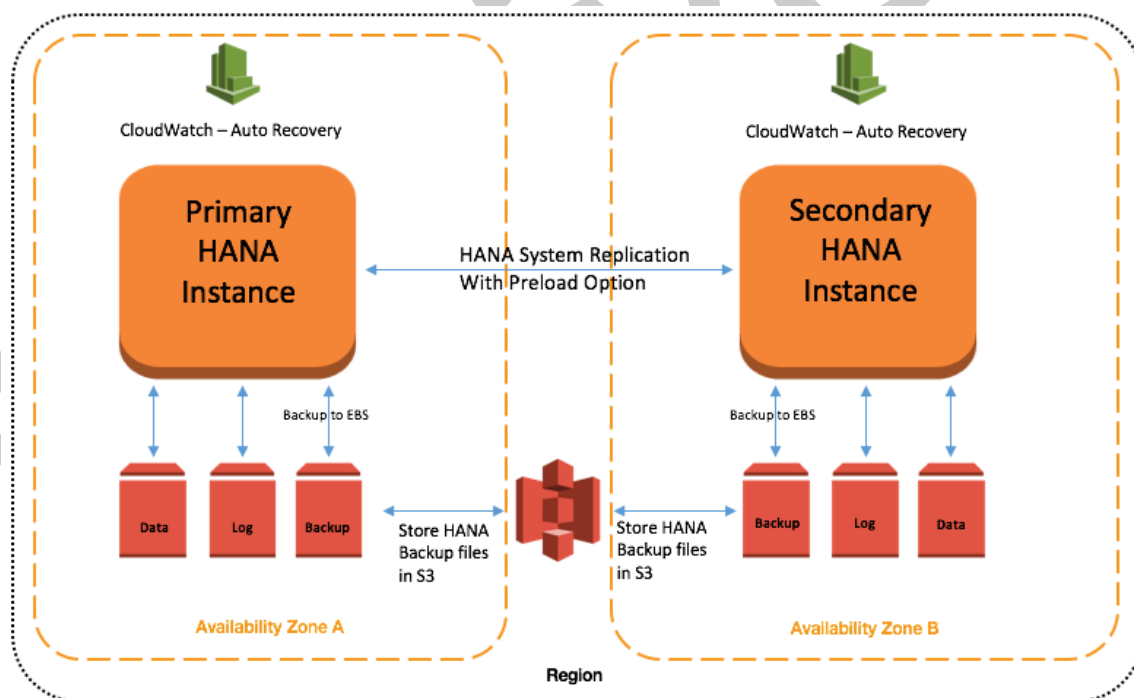 CloudWatch – Auto Recovery
CloudWatch – Auto Recovery
Primary
HANA
Instance
Secondary
HANA
Instance
HANA System Replication
With Preload Option
Backup to EBS
Backup to EBS
Data
Log
Backup
Backup
Log
Data
Store HANA
Backup files
in S3
Store HANA
Backup files
in S3
Availability Zone A
Availability Zone B
Region